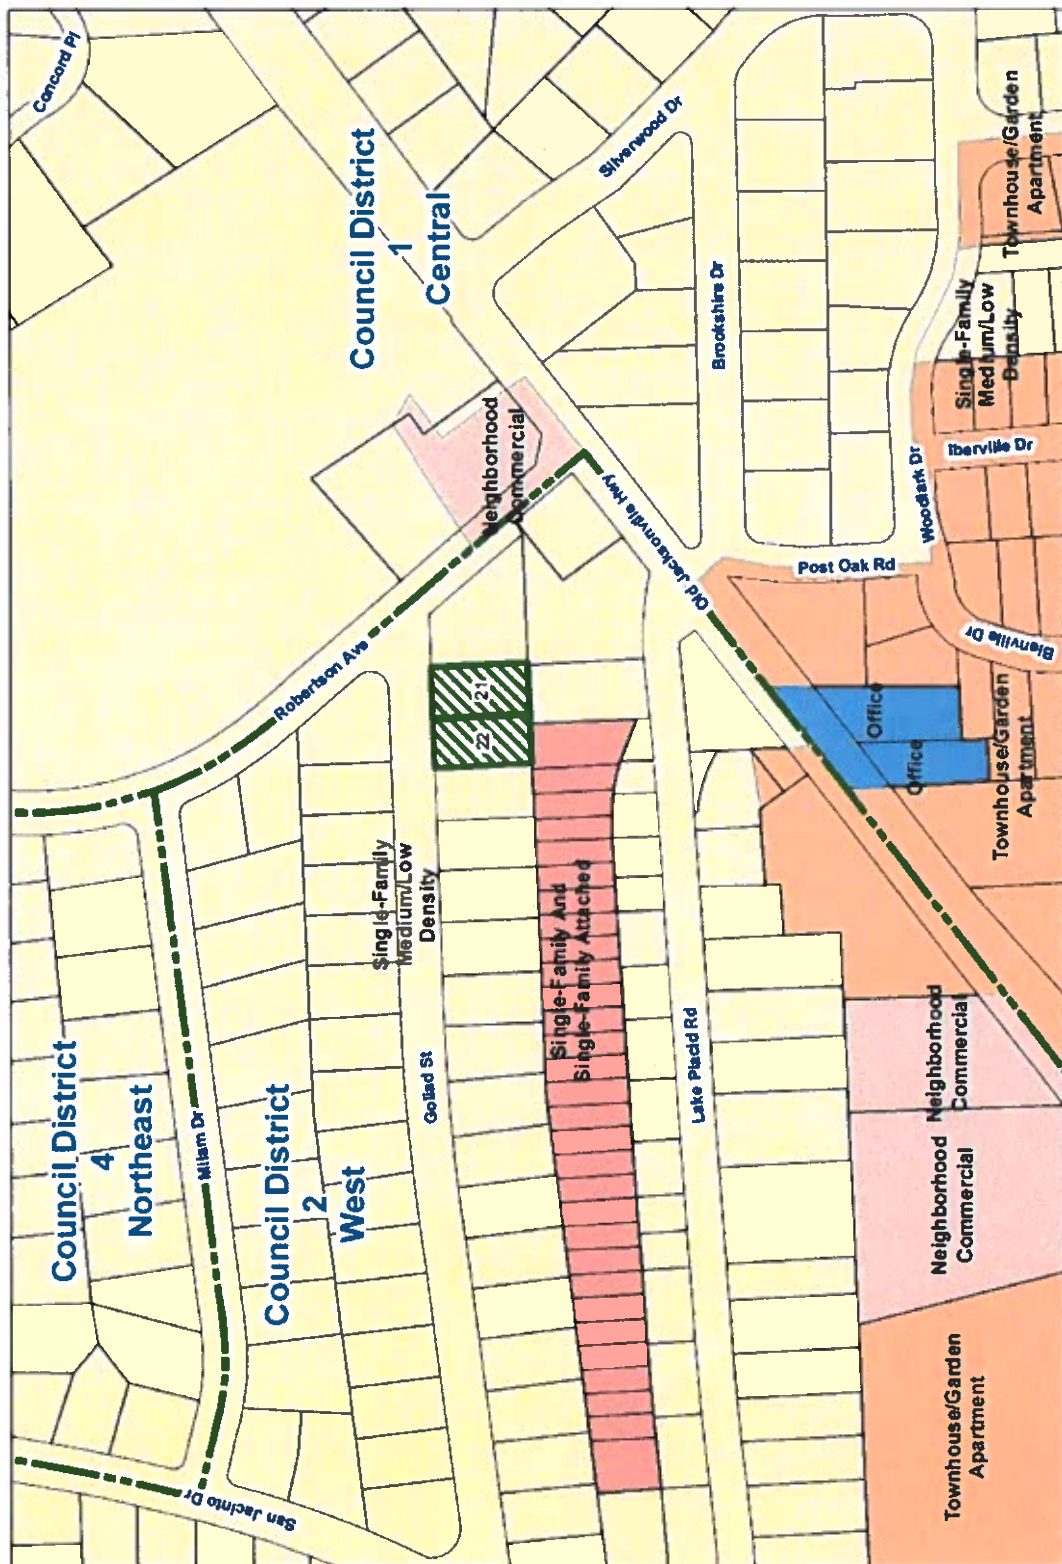 Concord Pl
Council District
1
Central
Silverwood Dr
Townhouse/Garden
Apartment
Brookshire Dr
Single-Family
Medium/Low
Density
Iberville Dr
Neighborhood
Commercial
Woodlark Dr
Old Jacksonville Hwy
Post Oak Rd
Bienville Dr
Robertson Ave
21
22
Office
Office
Townhouse/Garden
Apartment
Single-Family
Medium/Low
Density
Single-Family And
Single-Family Attached
Council District
4
Northeast
Milam Dr
Council District
2
West
Goliad St
Lake Placid Rd
Neighborhood
Commercial
Neighborhood
Commercial
Townhouse/Garden
Apartment
San Jacinto Dr